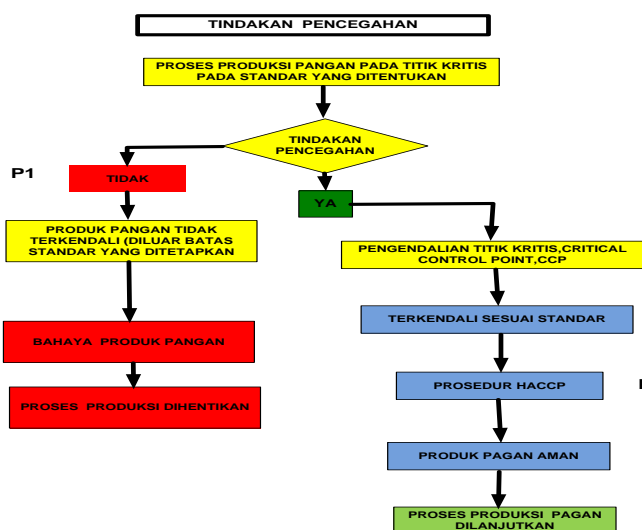 TINDAKAN PENCEGAHAN
PROSES PRODUKSI PANGAN PADA TITIK KRITIS
PADA STANDAR YANG DITENTUKAN
TINDAKAN
PENCEGAHAN
P1
TIDAK
YA
PRODUK PANGAN TIDAK
TERKENDALI (DILUAR BATAS
STANDAR YANG DITETAPKAN
PENGENDALIAN TITIK KRITIS,CRITICAL
CONTROL POINT,CCP
TERKENDALI SESUAI STANDAR
BAHAYA PRODUK PANGAN
PROSEDUR HACCP
PROSES PRODUKSI DIHENTIKAN
PRODUK PAGAN AMAN
PROSES PRODUKSI PAGAN
DILANJUTKAN